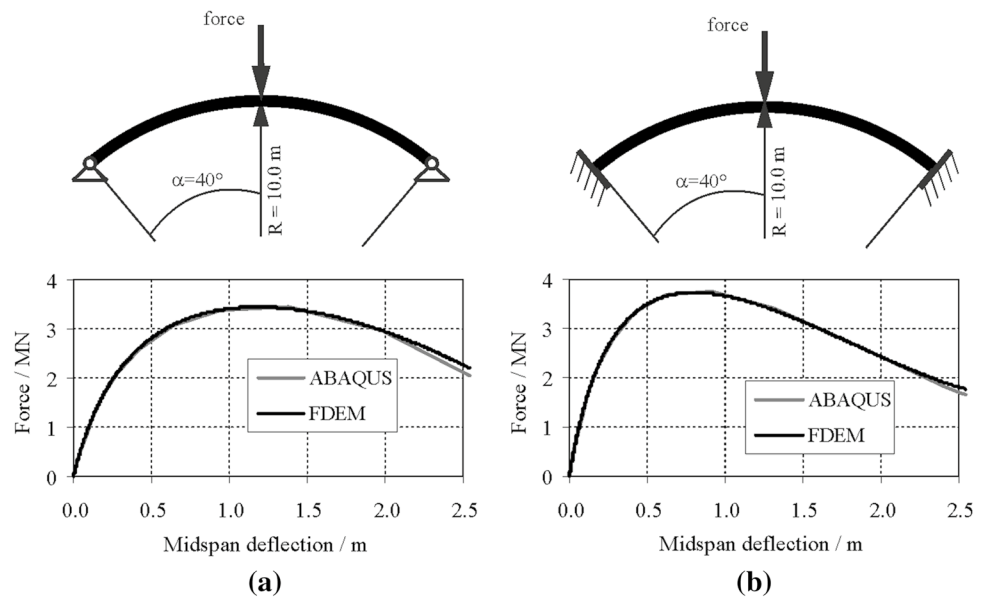 force
α=40°
R = 10.0 m
4
3
2
1
0
Force / MN
ABAQUS
FDEM
0.0 0.5 1.0 1.5 2.0 2.5
Midspan deflection / m
(a)
force
α=40°
R = 10.0 m
4
3
2
1
0
Force / MN
ABAQUS
FDEM
0.0 0.5 1.0 1.5 2.0 2.5
Midspan deflection / m
(b)